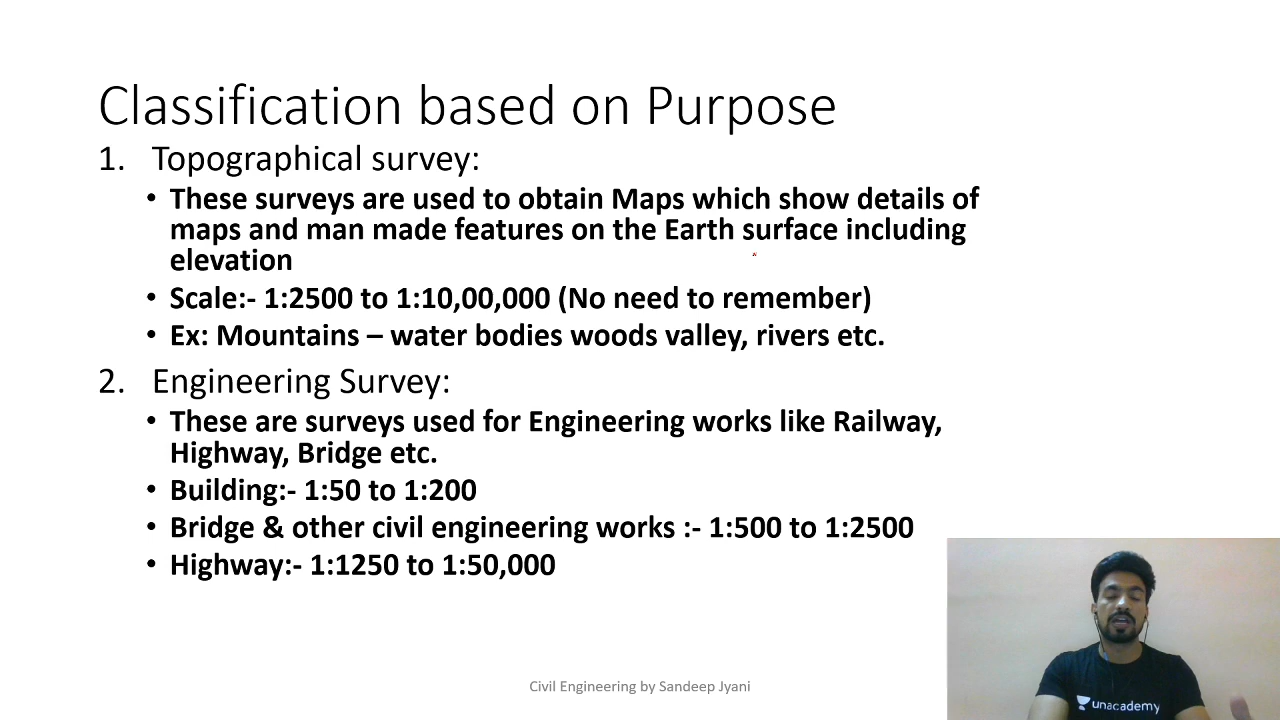 Classification based on Purpose
1. Topographical survey:
• These surveys are used to obtain Maps which show details of
maps and man made features on the Earth surface including
elevation
• Scale:- 1:2500 to 1:10,00,000 (No need to remember)
• Ex: Mountains – water bodies woods valley, rivers etc.
2. Engineering Survey:
• These are surveys used for Engineering works like Railway,
Highway, Bridge etc.
• Building:- 1:50 to 1:200
• Bridge & other civil engineering works :- 1:500 to 1:2500
• Highway:- 1:1250 to 1:50,000
Civil Engineering by Sandeep Jyani
unacademy